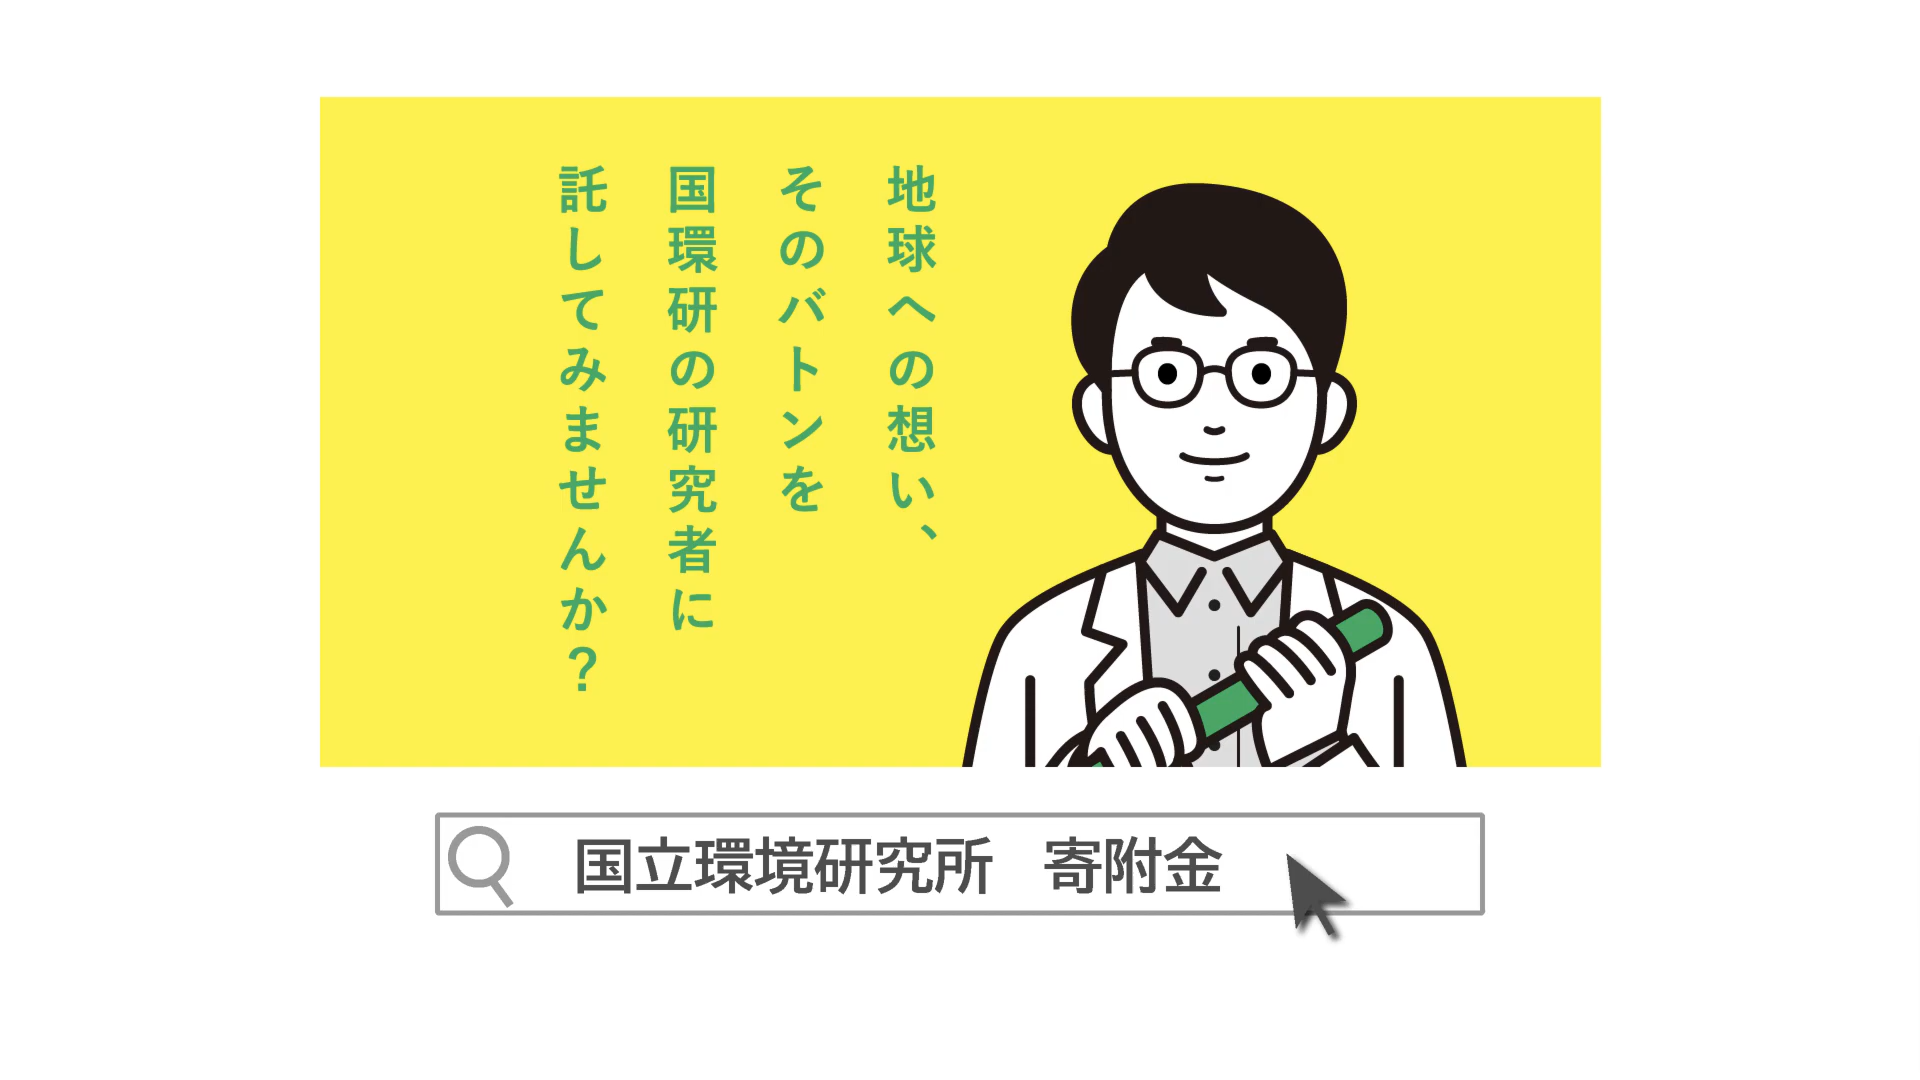 地球への想い、
そのバトンを
国環研の研究者に
託してみませんか?
国立環境研究所 寄附金